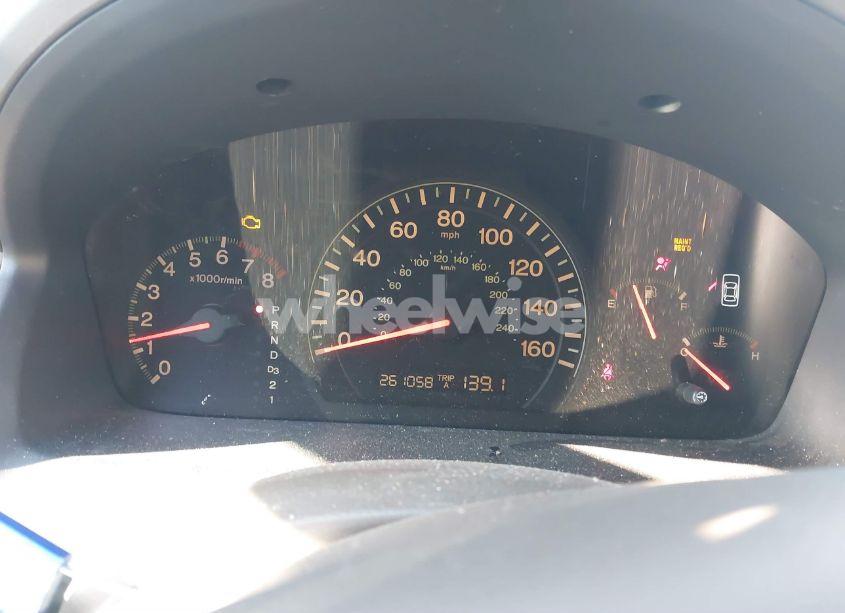 0 1 2 3 4 5 6 7 8
x1000r/min
P
R
N
D
D3
2
1
0 20 40 60 80 100 120 140 160
mph
0 20 40 60 80 100 120 140 160 180 200 220 240
km/h
261058 TRIP A 139.1
MAINT
REQ'D
E F
C H
wheelwise